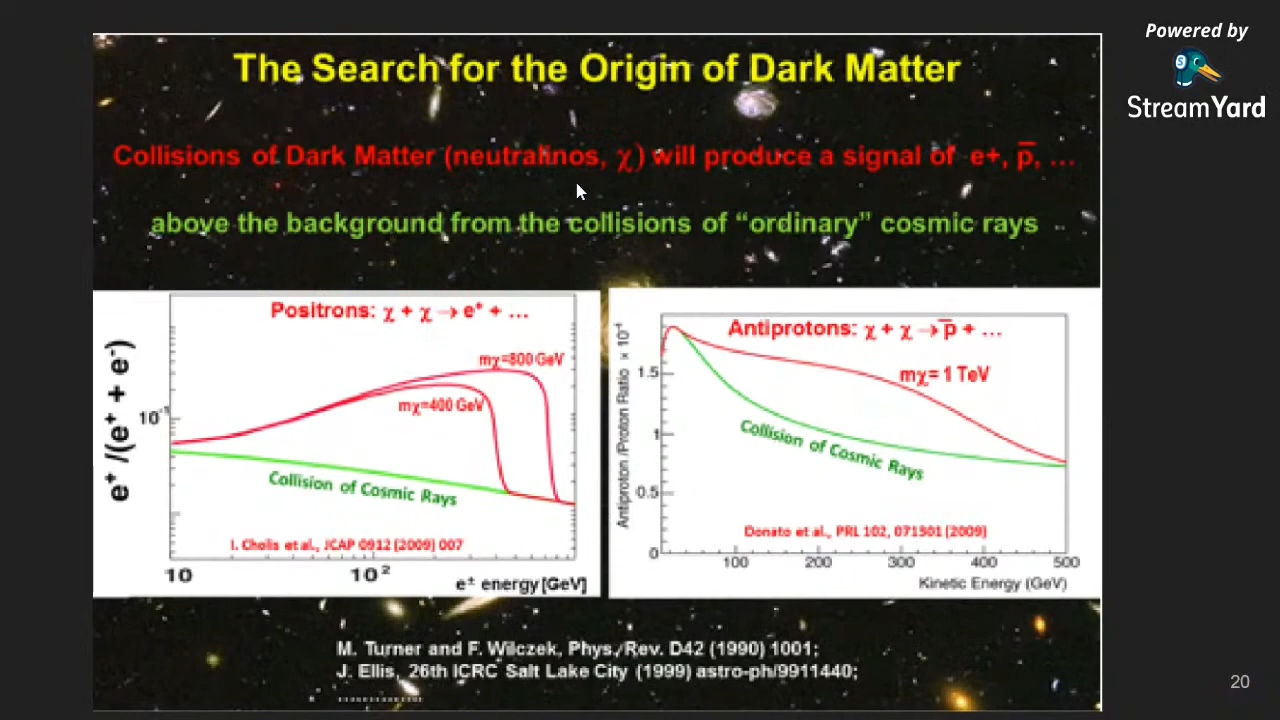 Powered by
StreamYard
The Search for the Origin of Dark Matter
Collisions of Dark Matter (neutralinos, χ) will produce a signal of e+, p̅, ...
above the background from the collisions of “ordinary” cosmic rays
Positrons: χ + χ → e⁺ + ...
mχ=800 GeV
mχ=400 GeV
Collision of Cosmic Rays
I. Cholis et al., JCAP 0912 (2009) 007
e⁺ /(e⁺ + e⁻)
10⁻¹
10
10²
e± energy [GeV]
Antiprotons: χ + χ → p̅ + ...
mχ= 1 TeV
Collision of Cosmic Rays
Donato et al., PRL 102, 071301 (2009)
Antiproton /Proton Ratio × 10⁻⁴
1.5
1
0.5
0
100 200 300 400 500
Kinetic Energy (GeV)
M. Turner and F. Wilczek, Phys./Rev. D42 (1990) 1001;
J. Ellis, 26th ICRC Salt Lake City (1999) astro-ph/9911440;
....................
20